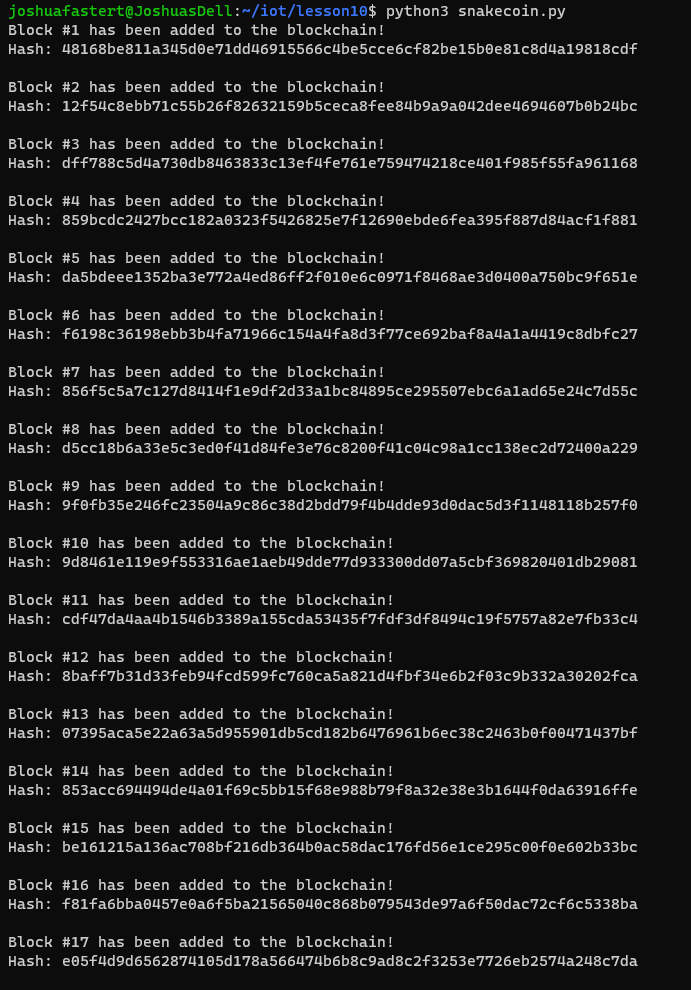 joshuafastert@JoshuasDell:~/iot/lesson10$ python3 snakecoin.py
Block #1 has been added to the blockchain!
Hash: 48168be811a345d0e71dd46915566c4be5cce6cf82be15b0e81c8d4a19818cdf
Block #2 has been added to the blockchain!
Hash: 12f54c8ebb71c55b26f82632159b5ceca8fee84b9a9a042dee4694607b0b24bc
Block #3 has been added to the blockchain!
Hash: dff788c5d4a730db8463833c13ef4fe761e759474218ce401f985f55fa961168
Block #4 has been added to the blockchain!
Hash: 859bcdc2427bcc182a0323f5426825e7f12690ebde6fea395f887d84acf1f881
Block #5 has been added to the blockchain!
Hash: da5bdeee1352ba3e772a4ed86ff2f010e6c0971f8468ae3d0400a750bc9f651e
Block #6 has been added to the blockchain!
Hash: f6198c36198ebb3b4fa71966c154a4fa8d3f77ce692baf8a4a1a4419c8dbfc27
Block #7 has been added to the blockchain!
Hash: 856f5c5a7c127d8414f1e9df2d33a1bc84895ce295507ebc6a1ad65e24c7d55c
Block #8 has been added to the blockchain!
Hash: d5cc18b6a33e5c3ed0f41d84fe3e76c8200f41c04c98a1cc138ec2d72400a229
Block #9 has been added to the blockchain!
Hash: 9f0fb35e246fc23504a9c86c38d2bdd79f4b4dde93d0dac5d3f1148118b257f0
Block #10 has been added to the blockchain!
Hash: 9d8461e119e9f553316ae1aeb49dde77d933300dd07a5cbf369820401db29081
Block #11 has been added to the blockchain!
Hash: cdf47da4aa4b1546b3389a155cda53435f7fdf3df8494c19f5757a82e7fb33c4
Block #12 has been added to the blockchain!
Hash: 8baff7b31d33feb94fcd599fc760ca5a821d4fbf34e6b2f03c9b332a30202fca
Block #13 has been added to the blockchain!
Hash: 07395aca5e22a63a5d955901db5cd182b6476961b6ec38c2463b0f00471437bf
Block #14 has been added to the blockchain!
Hash: 853acc694494de4a01f69c5bb15f68e988b79f8a32e38e3b1644f0da63916ffe
Block #15 has been added to the blockchain!
Hash: be161215a136ac708bf216db364b0ac58dac176fd56e1ce295c00f0e602b33bc
Block #16 has been added to the blockchain!
Hash: f81fa6bba0457e0a6f5ba21565040c868b079543de97a6f50dac72cf6c5338ba
Block #17 has been added to the blockchain!
Hash: e05f4d9d6562874105d178a566474b6b8c9ad8c2f3253e7726eb2574a248c7da